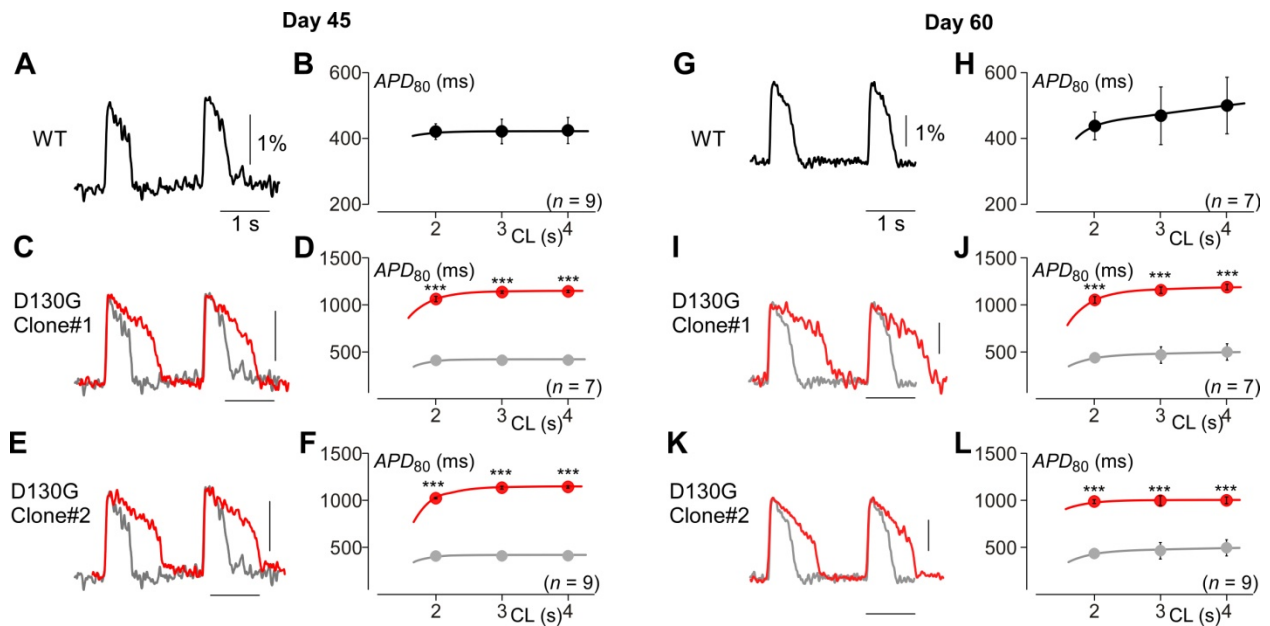 Day 45
Day 60
A
WT
1%
1 s
B
APD80 (ms)
600
400
200
2 3 4
CL (s)
(n = 9)
C
D130G
Clone#1
D
APD80 (ms)
1500
1000
500
*** *** ***
2 3 4
CL (s)
(n = 7)
E
D130G
Clone#2
F
APD80 (ms)
1500
1000
500
*** *** ***
2 3 4
CL (s)
(n = 9)
G
WT
1%
1 s
H
APD80 (ms)
600
400
200
2 3 4
CL (s)
(n = 7)
I
D130G
Clone#1
J
APD80 (ms)
1500
1000
500
*** *** ***
2 3 4
CL (s)
(n = 7)
K
D130G
Clone#2
L
APD80 (ms)
1500
1000
500
*** *** ***
2 3 4
CL (s)
(n = 9)